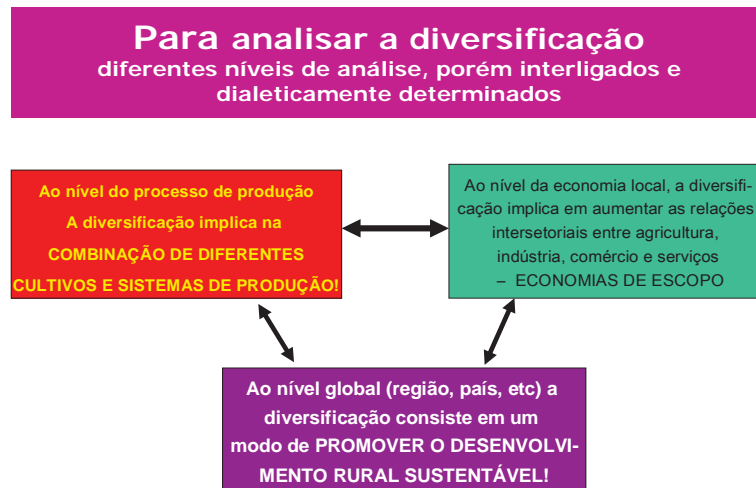 Para analisar a diversificação
diferentes níveis de análise, porém interligados e
dialeticamente determinados
Ao nível do processo de produção
A diversificação implica na
COMBINAÇÃO DE DIFERENTES
CULTIVOS E SISTEMAS DE PRODUÇÃO!
Ao nível da economia local, a diversifi-
cação implica em aumentar as relações
intersetoriais entre agricultura,
indústria, comércio e serviços
– ECONOMIAS DE ESCOPO
Ao nível global (região, país, etc) a
diversificação consiste em um
modo de PROMOVER O DESENVOLVI-
MENTO RURAL SUSTENTÁVEL!